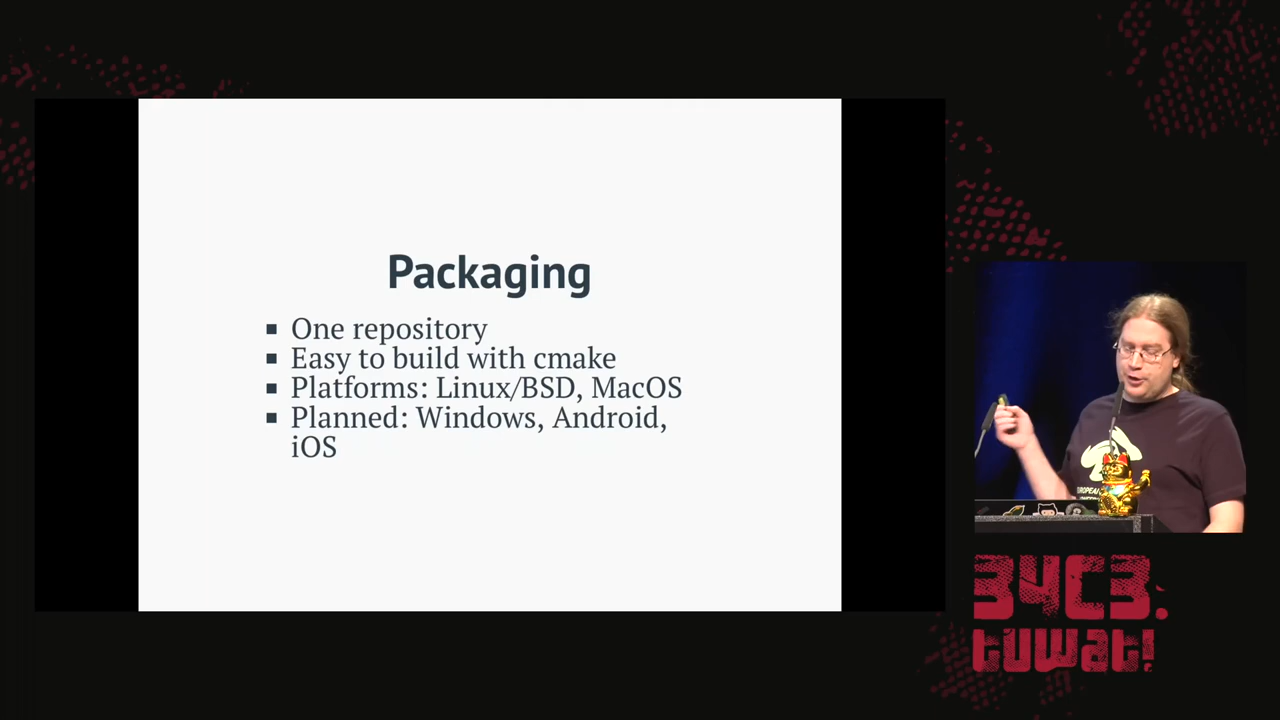 Packaging
One repository
Easy to build with cmake
Platforms: Linux/BSD, MacOS
Planned: Windows, Android,
iOS
34C3.
tuwat!